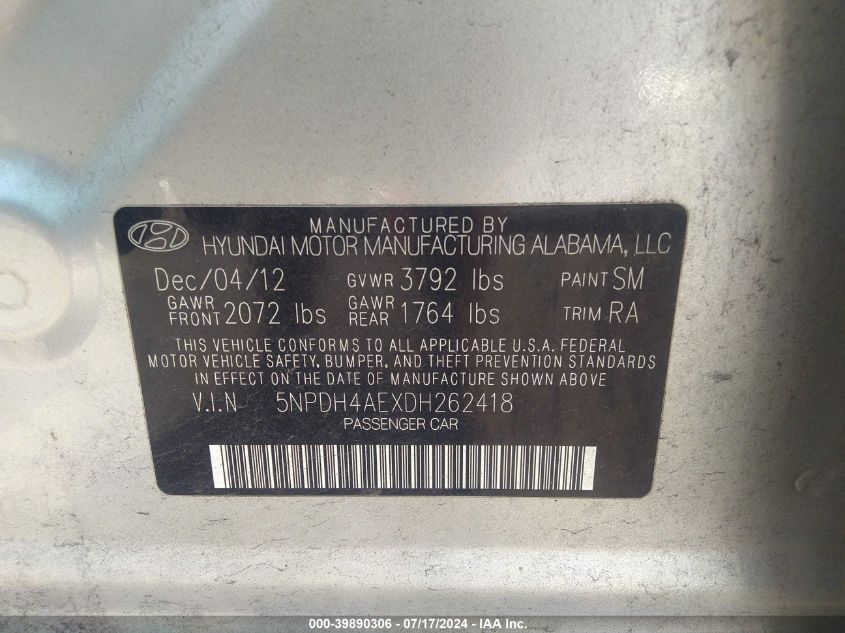 MANUFACTURED BY
HYUNDAI MOTOR MANUFACTURING ALABAMA, LLC
Dec/04/12 GVWR 3792 lbs PAINT SM
GAWR FRONT 2072 lbs GAWR REAR 1764 lbs TRIM RA
THIS VEHICLE CONFORMS TO ALL APPLICABLE U.S.A. FEDERAL
MOTOR VEHICLE SAFETY, BUMPER, AND THEFT PREVENTION STANDARDS
IN EFFECT ON THE DATE OF MANUFACTURE SHOWN ABOVE
V.I.N 5NPDH4AEXDH262418
PASSENGER CAR
000-39890306 - 07/17/2024 - IAA Inc.